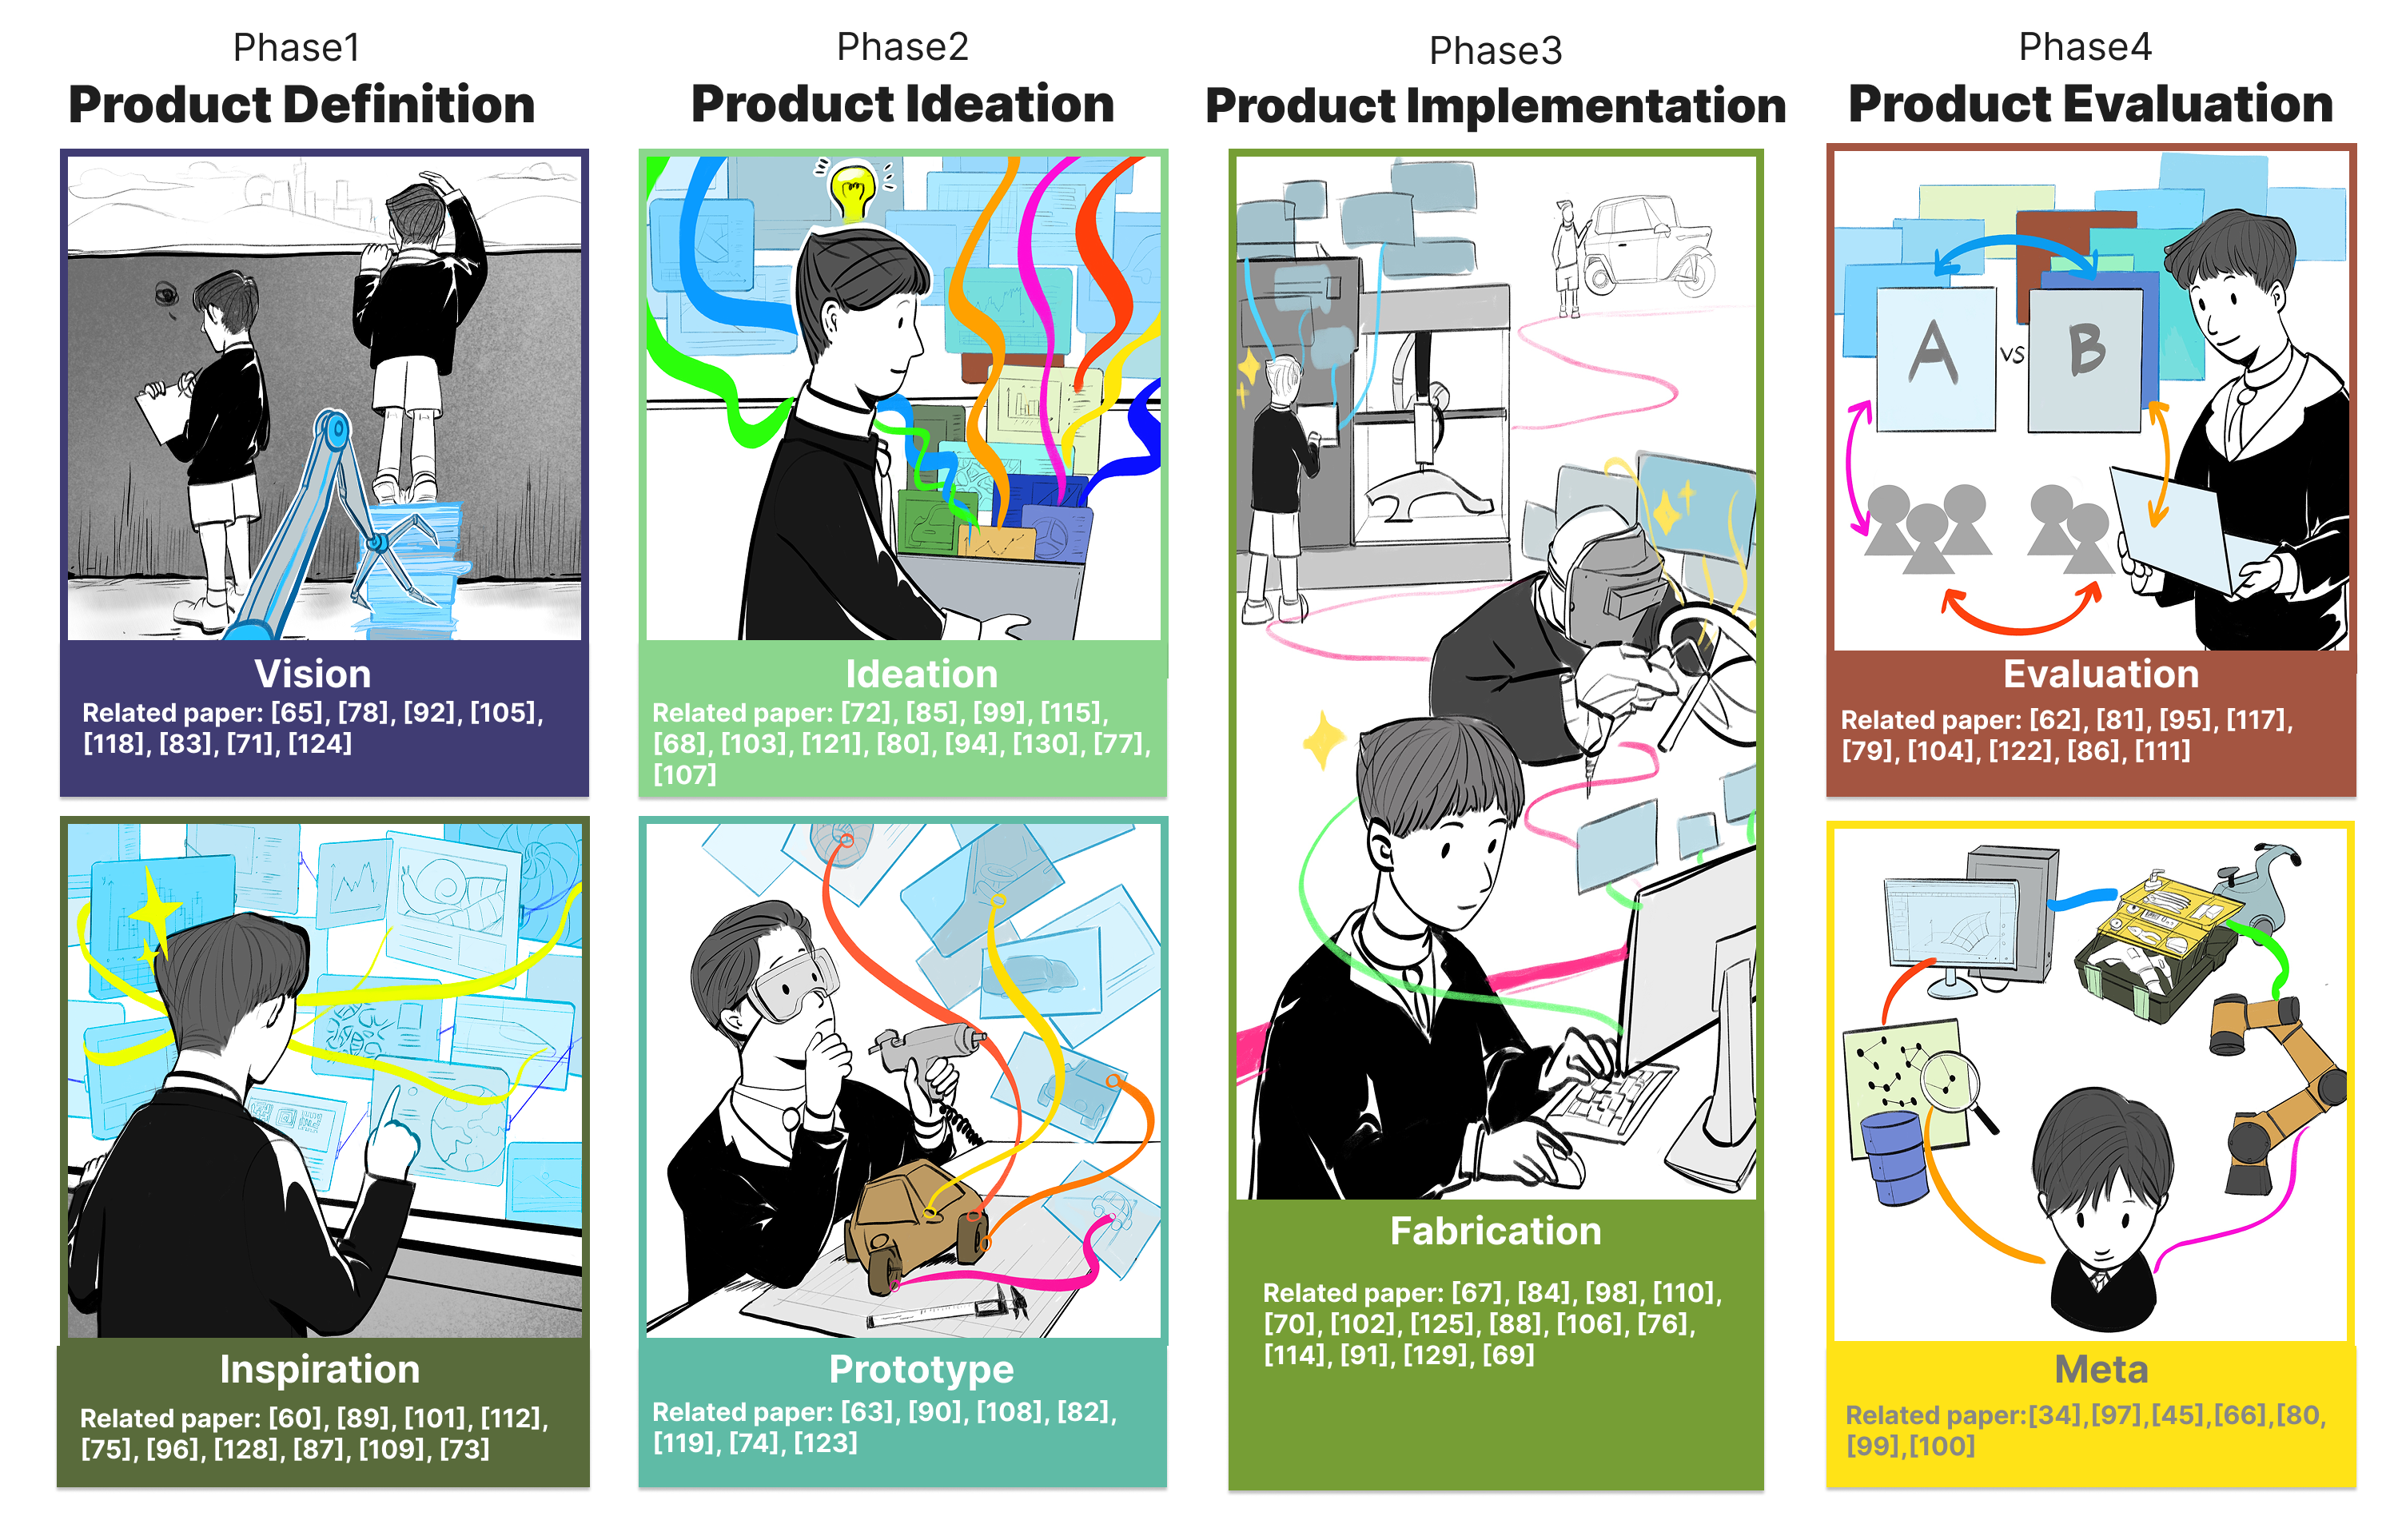 Phase1
Product Definition
Vision
Related paper: [65], [78], [92], [105],
[118], [83], [71], [124]
Inspiration
Related paper: [60], [89], [101], [112],
[75], [96], [128], [87], [109], [73]
Phase2
Product Ideation
Ideation
Related paper: [72], [85], [99], [115],
[68], [103], [121], [80], [94], [130], [77],
[107]
Prototype
Related paper: [63], [90], [108], [82],
[119], [74], [123]
Phase3
Product Implementation
Fabrication
Related paper: [67], [84], [98], [110],
[70], [102], [125], [88], [106], [76],
[114], [91], [129], [69]
Phase4
Product Evaluation
A vs B
Evaluation
Related paper: [62], [81], [95], [117],
[79], [104], [122], [86], [111]
Meta
Related paper:[34],[97],[45],[66],[80,
[99],[100]